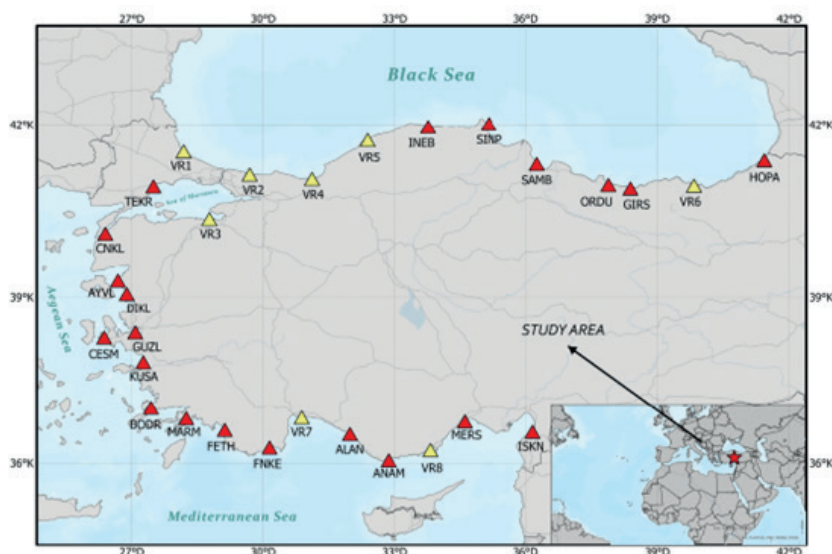 27°D 30°D 33°D 36°D 39°D 42°D
Black Sea
42°K 42°K
INEB
SINP
VR5
VR1
HOPA
VR2
VR4
SAMB
TEKR
Sea of Marmara
ORDU
GIRS
VR6
VR3
CNKL
39°K 39°K
AYVL
DIKL
Aegean Sea
STUDY AREA
CESM
GUZL
KUSA
BODR
MARM
FETH
VR7
ALAN
MERS
ISKN
FNKE
ANAM
VR8
36°K 36°K
Mediterranean Sea
27°D 30°D 33°D 36°D 39°D 42°D